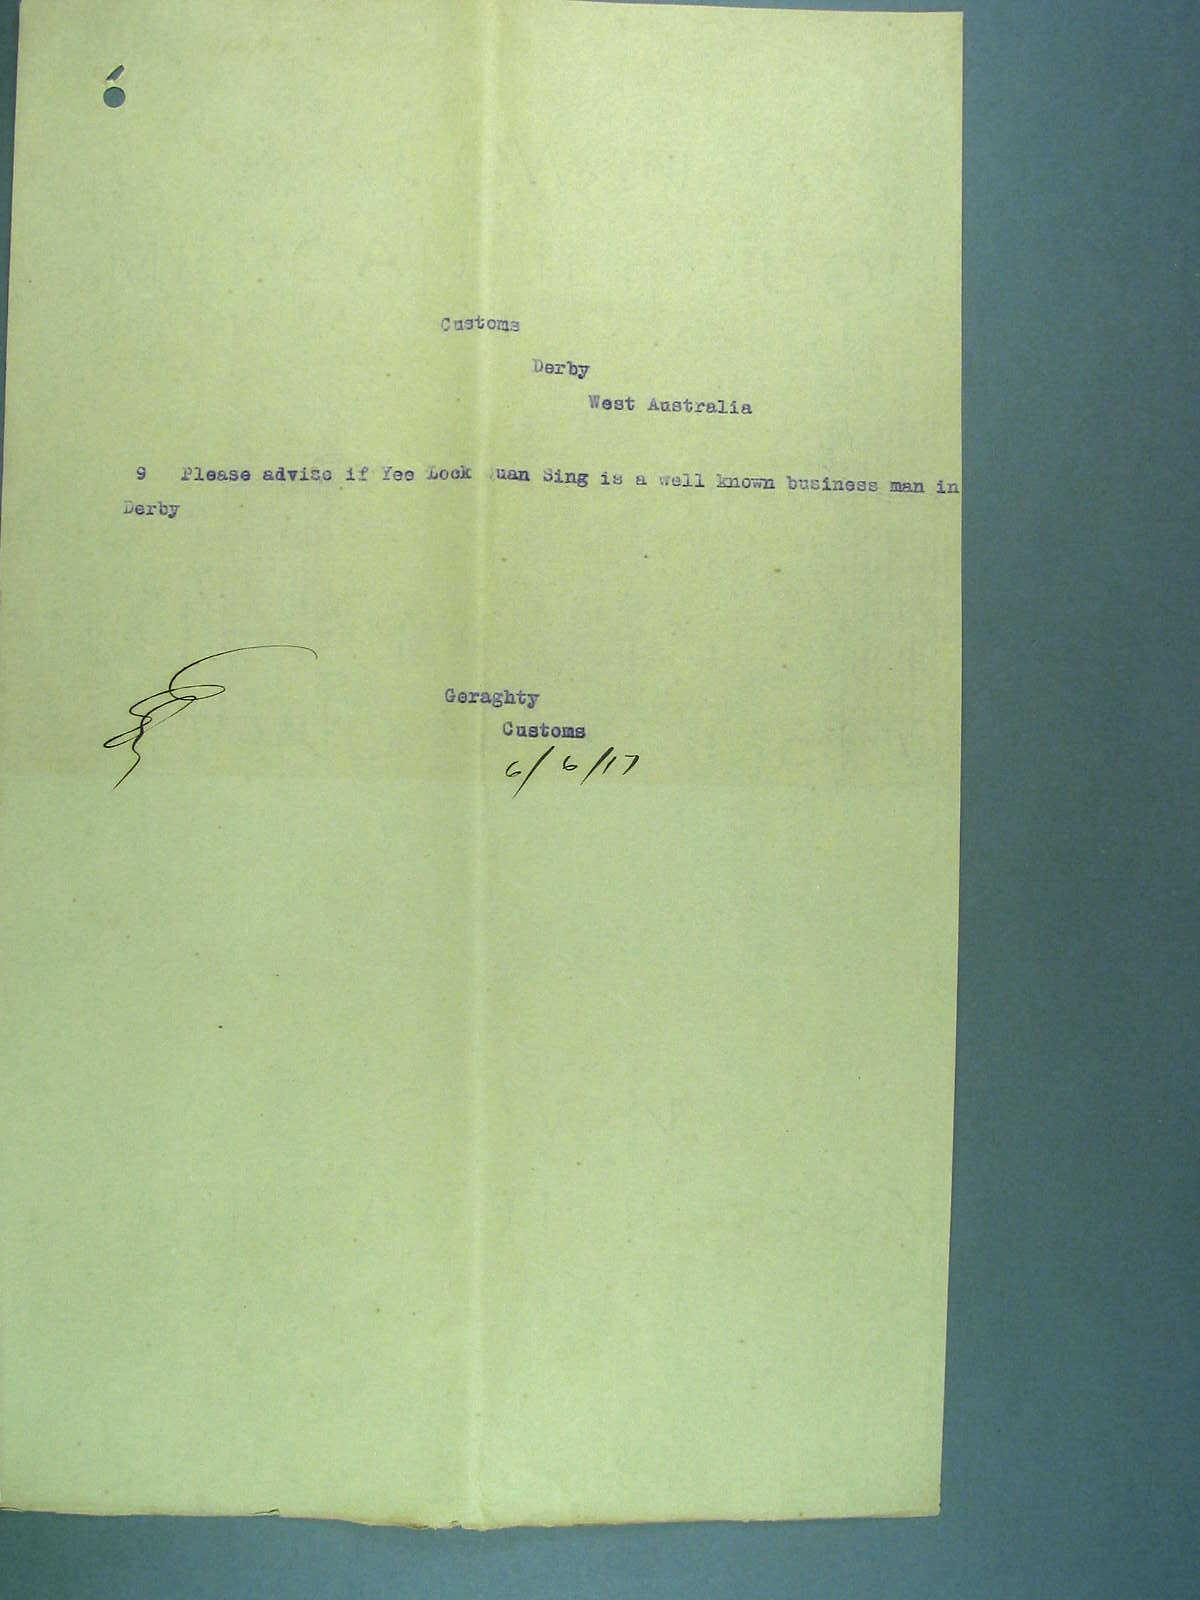 Customs
Derby
West Australia
9 Please advise if Yee Lock Quan Sing is a well known business man in
Derby
Geraghty
Customs
6/6/17